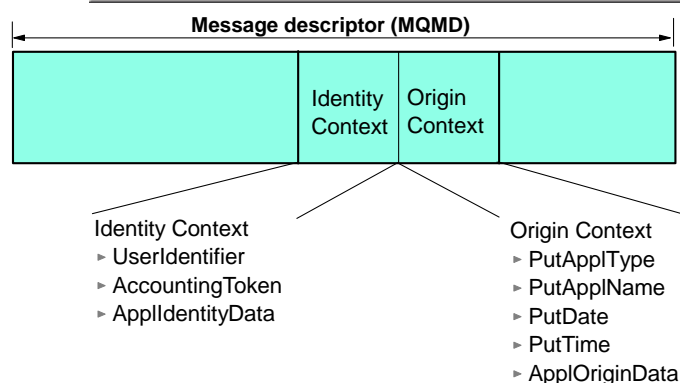 Message descriptor (MQMD)
Identity
Context
Origin
Context
Identity Context
▸ UserIdentifier
▸ AccountingToken
▸ ApplIdentityData
Origin Context
▸ PutApplType
▸ PutApplName
▸ PutDate
▸ PutTime
▸ ApplOriginData